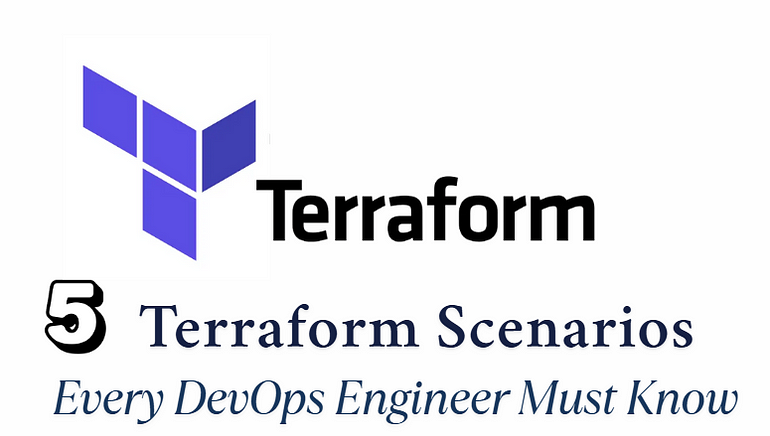 Terraform
5 Terraform Scenarios
Every DevOps Engineer Must Know